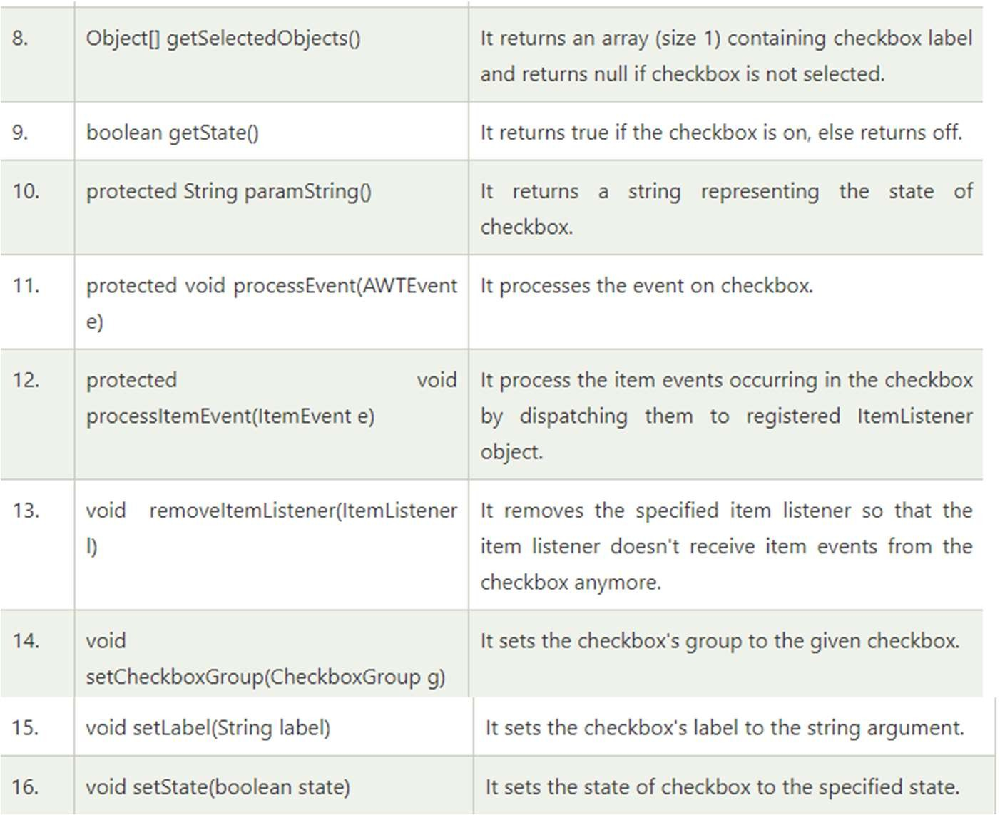 8. Object[] getSelectedObjects() It returns an array (size 1) containing checkbox label
and returns null if checkbox is not selected.
9. boolean getState() It returns true if the checkbox is on, else returns off.
10. protected String paramString() It returns a string representing the state of
checkbox.
11. protected void processEvent(AWTEvent It processes the event on checkbox.
e)
12. protected void It process the item events occurring in the checkbox
processItemEvent(ItemEvent e) by dispatching them to registered ItemListener
object.
13. void removeItemListener(ItemListener It removes the specified item listener so that the
l) item listener doesn't receive item events from the
checkbox anymore.
14. void It sets the checkbox's group to the given checkbox.
setCheckboxGroup(CheckboxGroup g)
15. void setLabel(String label) It sets the checkbox's label to the string argument.
16. void setState(boolean state) It sets the state of checkbox to the specified state.